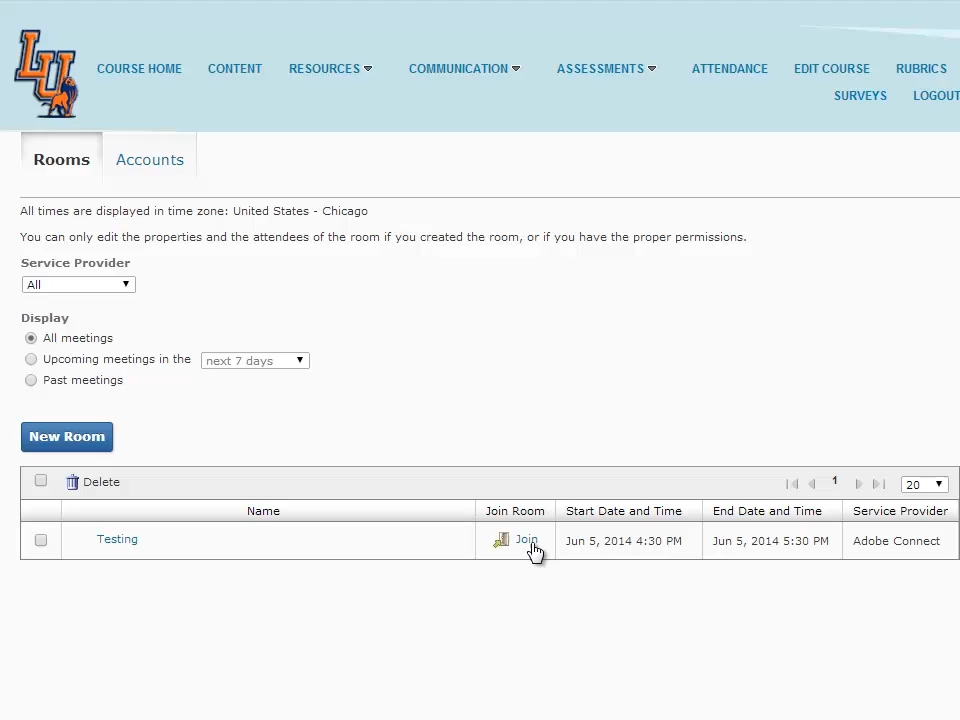 LU
COURSE HOME CONTENT RESOURCES COMMUNICATION ASSESSMENTS ATTENDANCE EDIT COURSE RUBRICS
SURVEYS LOGOUT
Rooms Accounts
All times are displayed in time zone: United States - Chicago
You can only edit the properties and the attendees of the room if you created the room, or if you have the proper permissions.
Service Provider
All
Display
All meetings
Upcoming meetings in the next 7 days
Past meetings
New Room
Delete 1 20
Name Join Room Start Date and Time End Date and Time Service Provider
Testing Join Jun 5, 2014 4:30 PM Jun 5, 2014 5:30 PM Adobe Connect